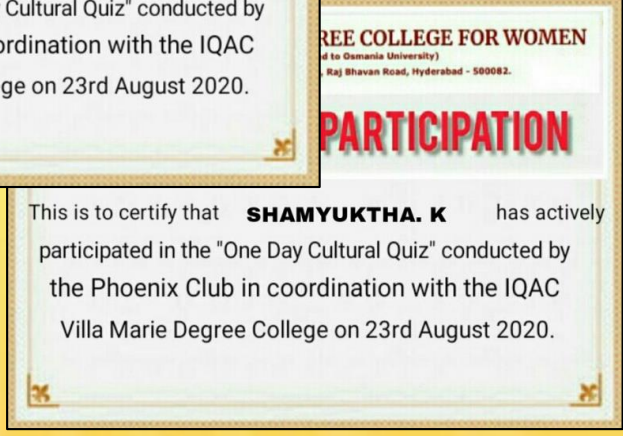 Cultural Quiz" conducted by
ordination with the IQAC
ge on 23rd August 2020.
REE COLLEGE FOR WOMEN
d to Osmania University)
, Raj Bhavan Road, Hyderabad - 500082.
PARTICIPATION
This is to certify that SHAMYUKTHA. K has actively
participated in the "One Day Cultural Quiz" conducted by
the Phoenix Club in coordination with the IQAC
Villa Marie Degree College on 23rd August 2020.